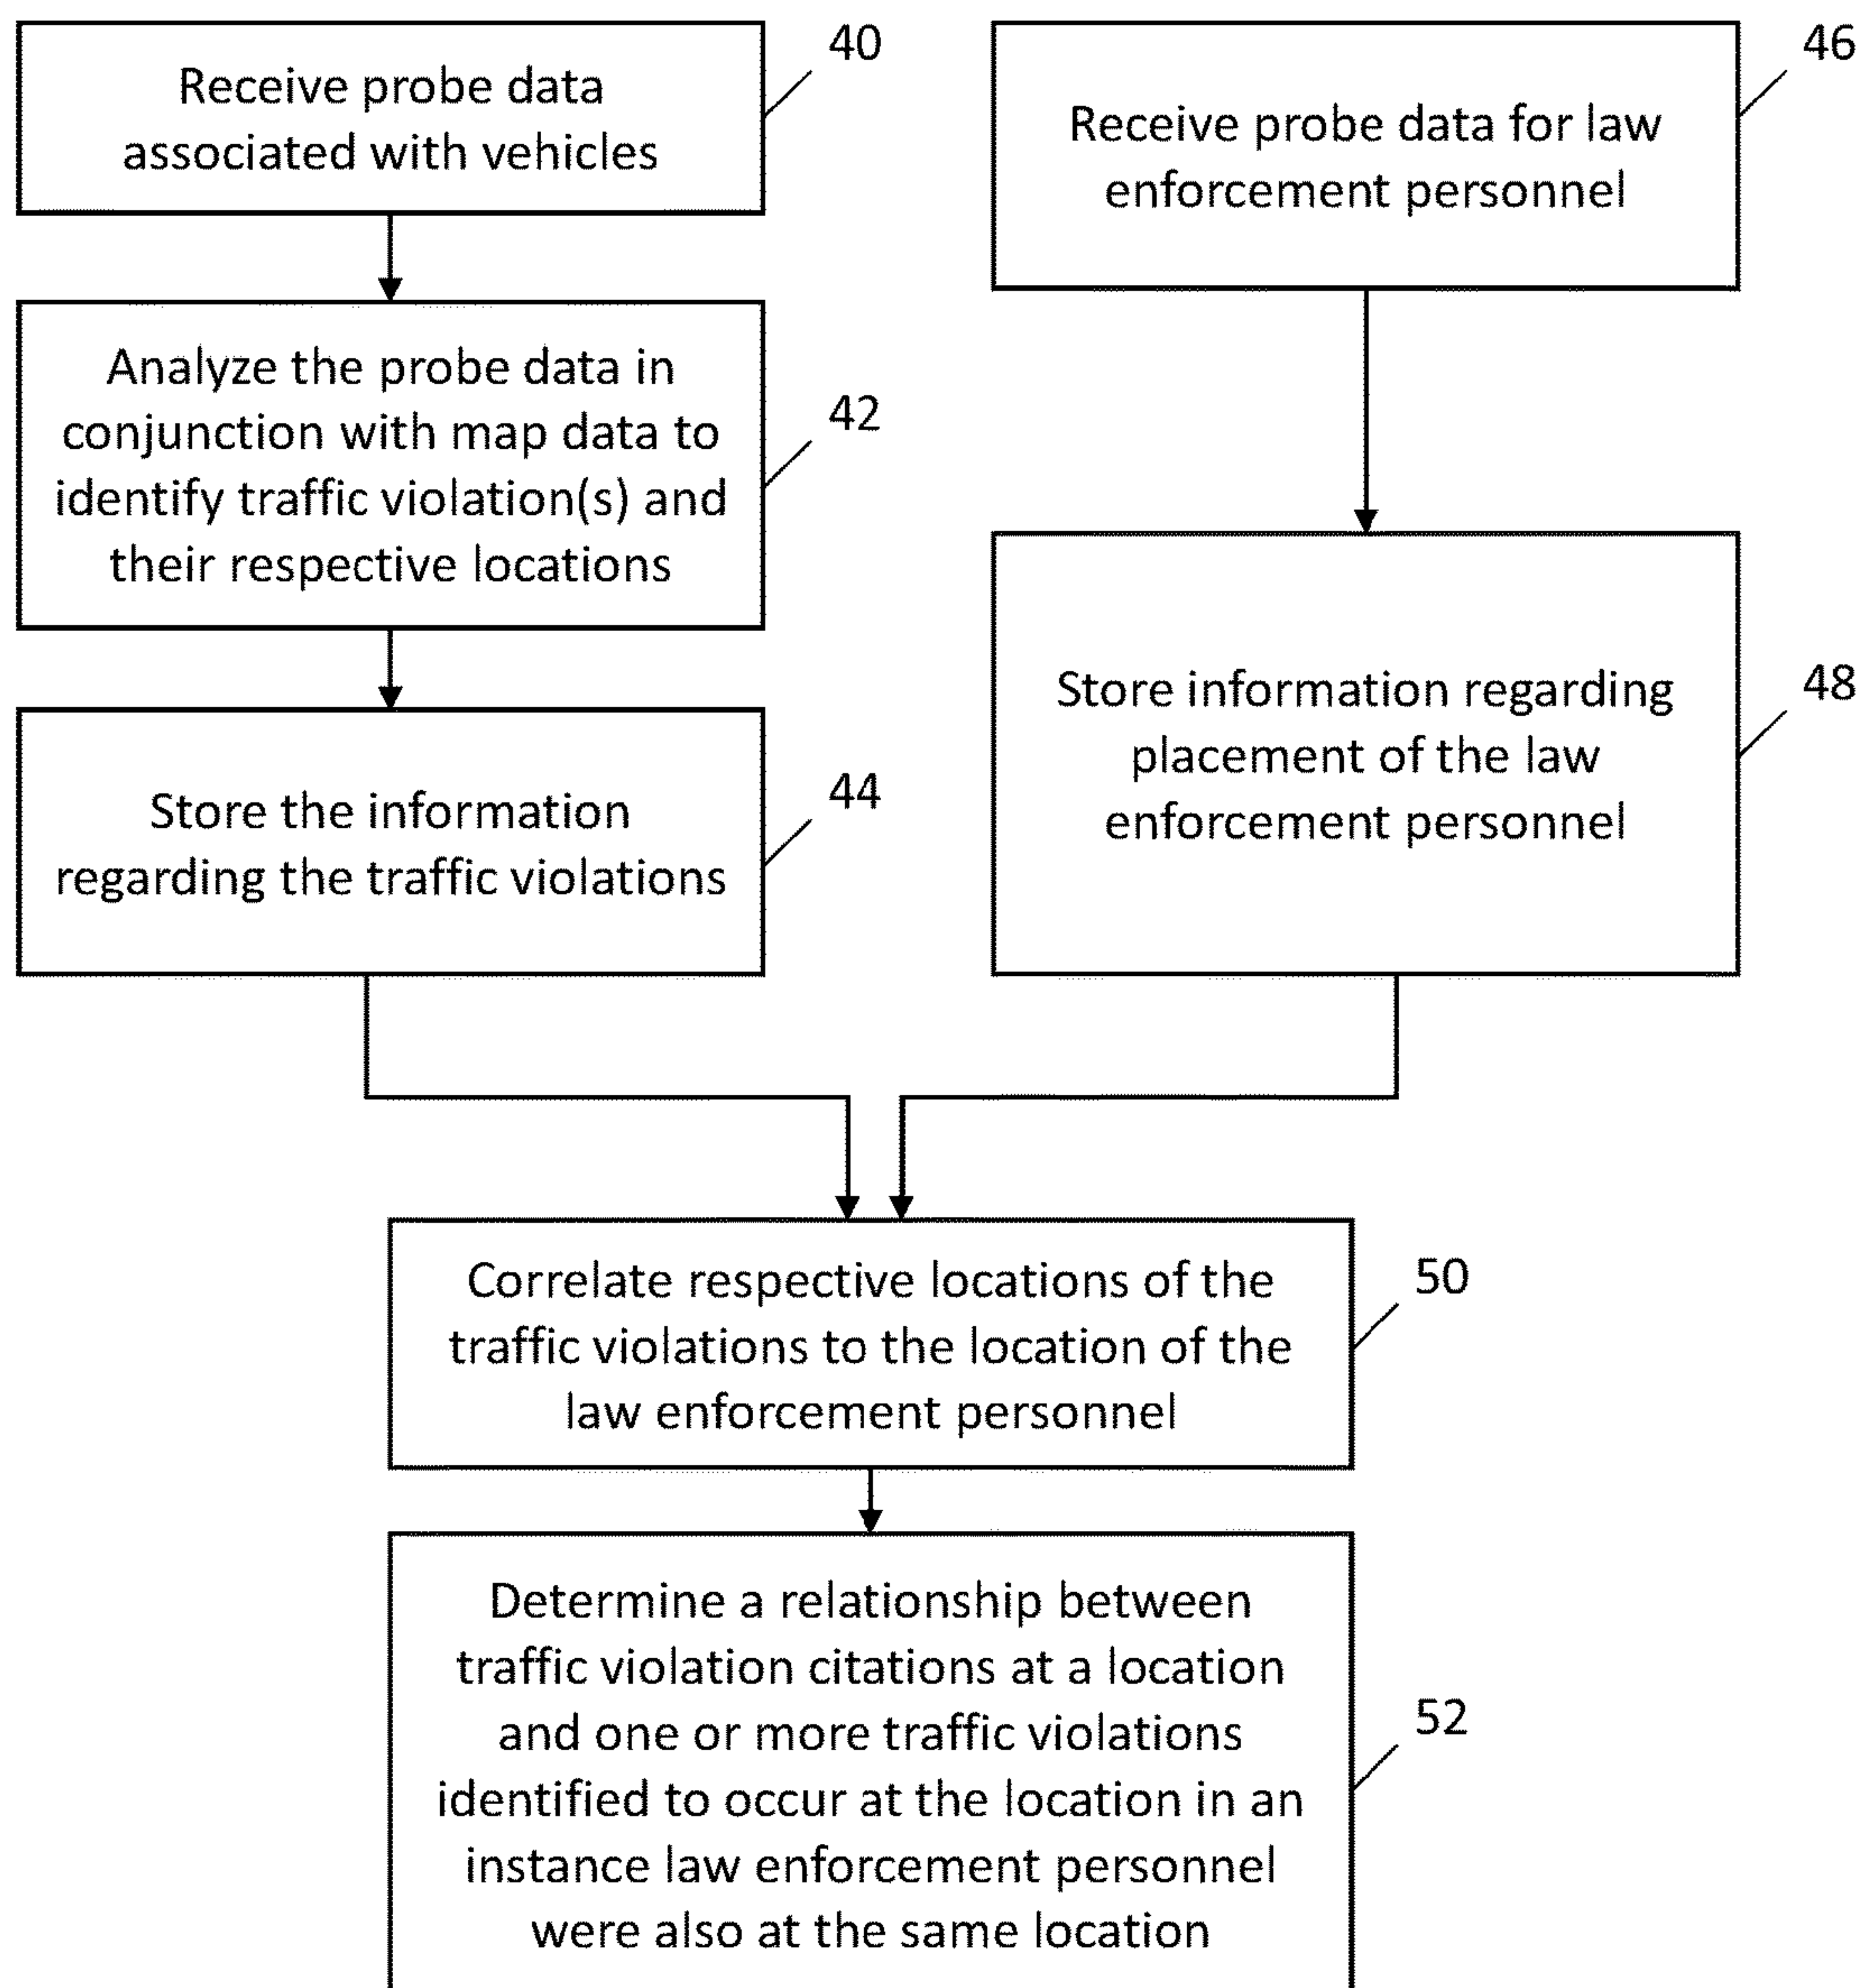 40
Receive probe data
associated with vehicles
42
Analyze the probe data in
conjunction with map data to
identify traffic violation(s) and
their respective locations
44
Store the information
regarding the traffic violations
46
Receive probe data for law
enforcement personnel
48
Store information regarding
placement of the law
enforcement personnel
50
Correlate respective locations of the
traffic violations to the location of the
law enforcement personnel
52
Determine a relationship between
traffic violation citations at a location
and one or more traffic violations
identified to occur at the location in an
instance law enforcement personnel
were also at the same location